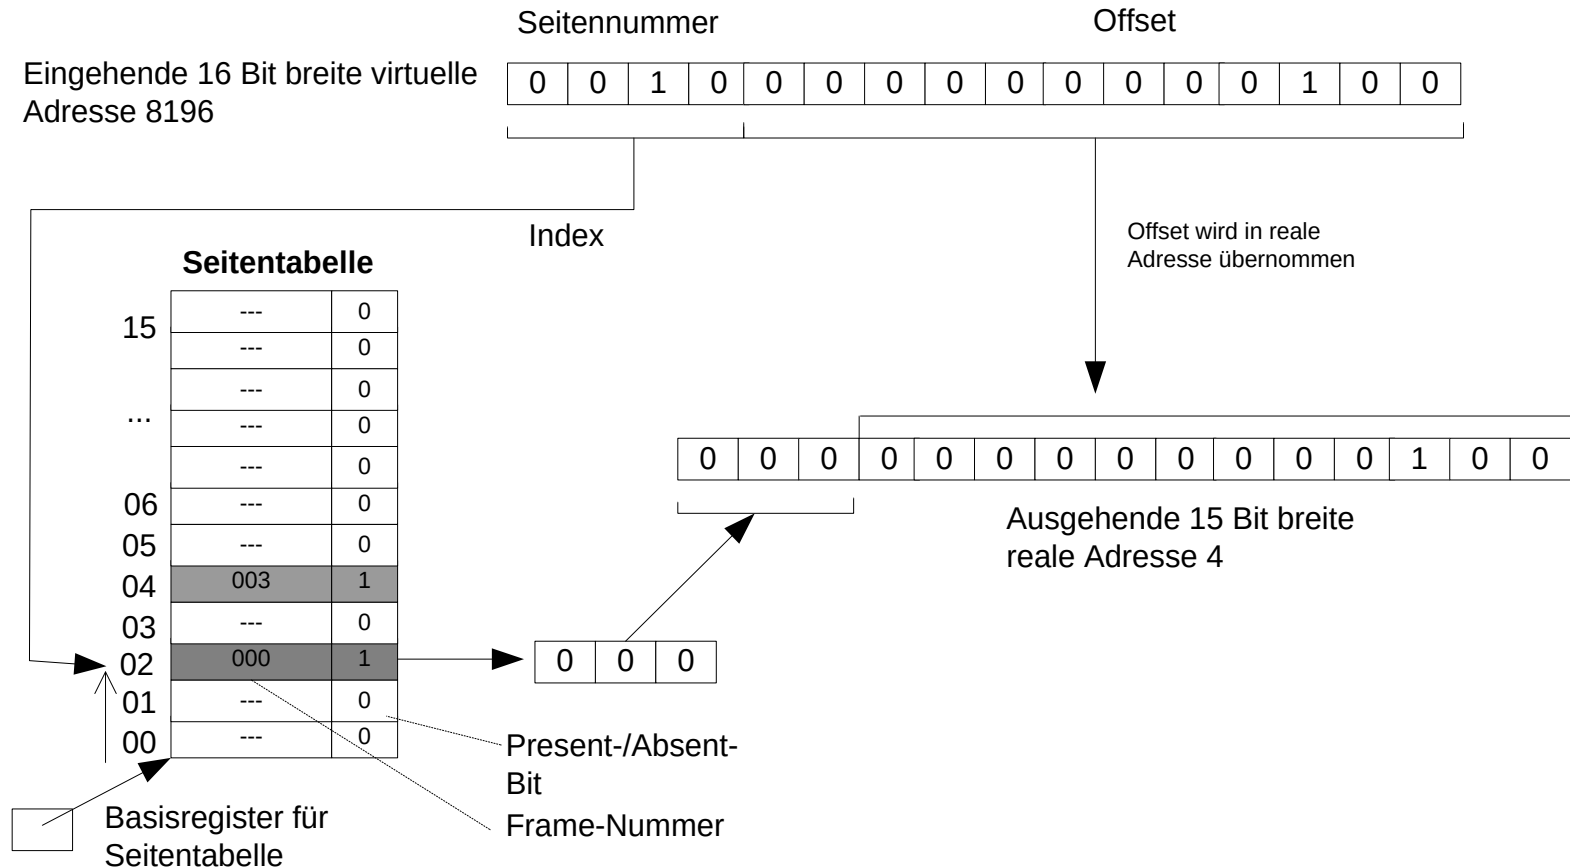 Seitennummer Offset
Eingehende 16 Bit breite virtuelle
Adresse 8196
0 0 1 0 0 0 0 0 0 0 0 0 0 1 0 0
Index
Offset wird in reale
Adresse übernommen
Seitentabelle
15 --- 0
--- 0
--- 0
... --- 0
--- 0
06 --- 0
05 --- 0
04 003 1
03 --- 0
02 000 1
01 --- 0
00 --- 0
0 0 0 0 0 0 0 0 0 0 0 0 1 0 0
Ausgehende 15 Bit breite
reale Adresse 4
0 0 0
Present-/Absent-
Bit
Frame-Nummer
Basisregister für
Seitentabelle